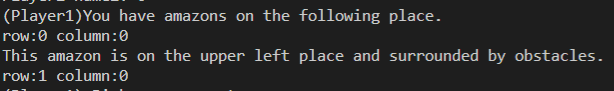 (Player1)You have amazons on the following place.
row:0 column:0
This amazon is on the upper left place and surrounded by obstacles.
row:1 column:0